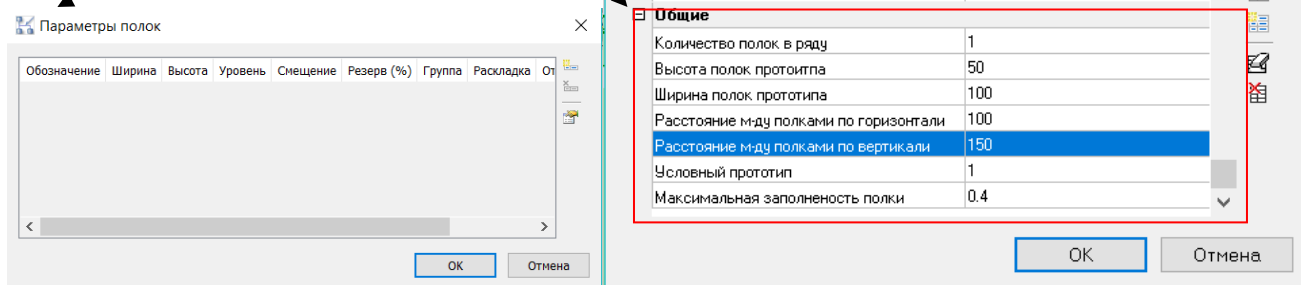 Параметры полок
Обозначение Ширина Высота Уровень Смещение Резерв (%) Группа Раскладка От
ОК Отмена
Общие
Количество полок в ряду 1
Высота полок протоитпа 50
Ширина полок прототипа 100
Расстояние м-ду полками по горизонтали 100
Расстояние м-ду полками по вертикали 150
Условный прототип 1
Максимальная заполненость полки 0.4
ОК Отмена